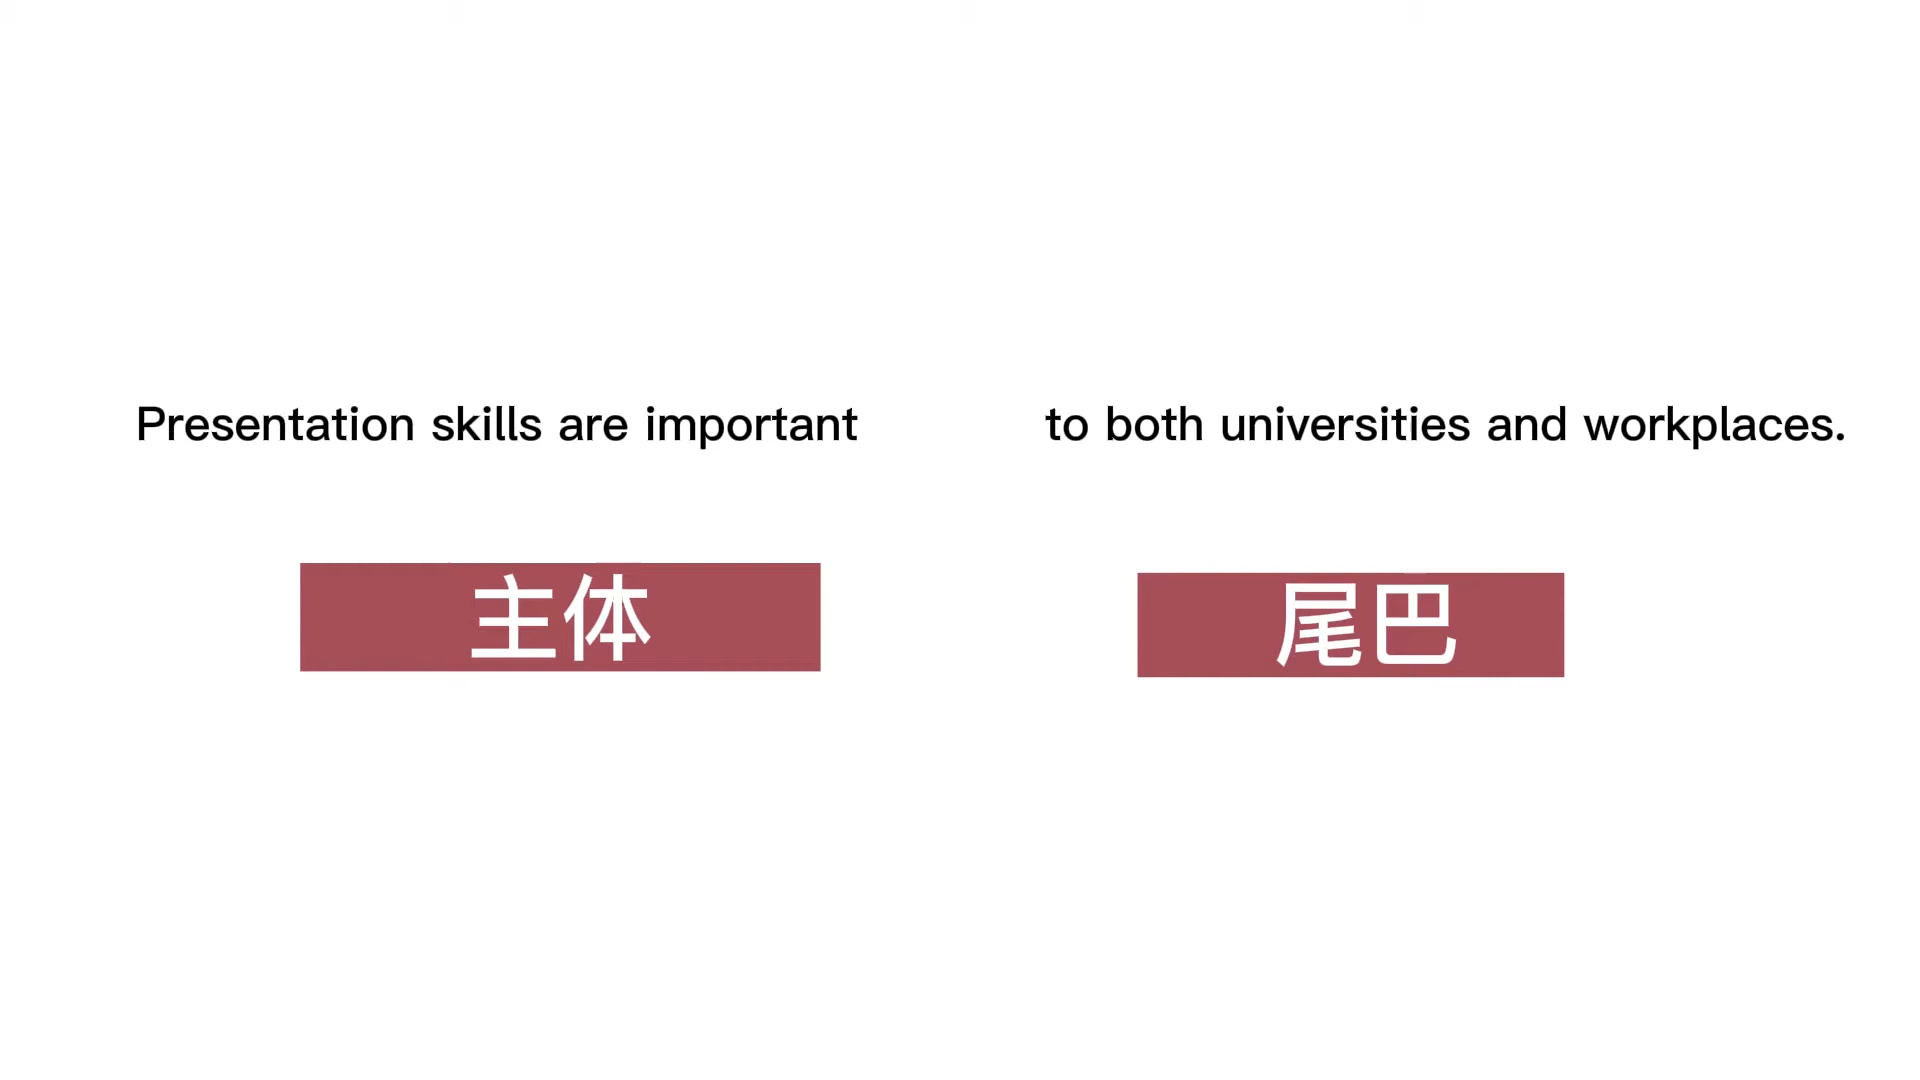 Presentation skills are important to both universities and workplaces.
主体 尾巴